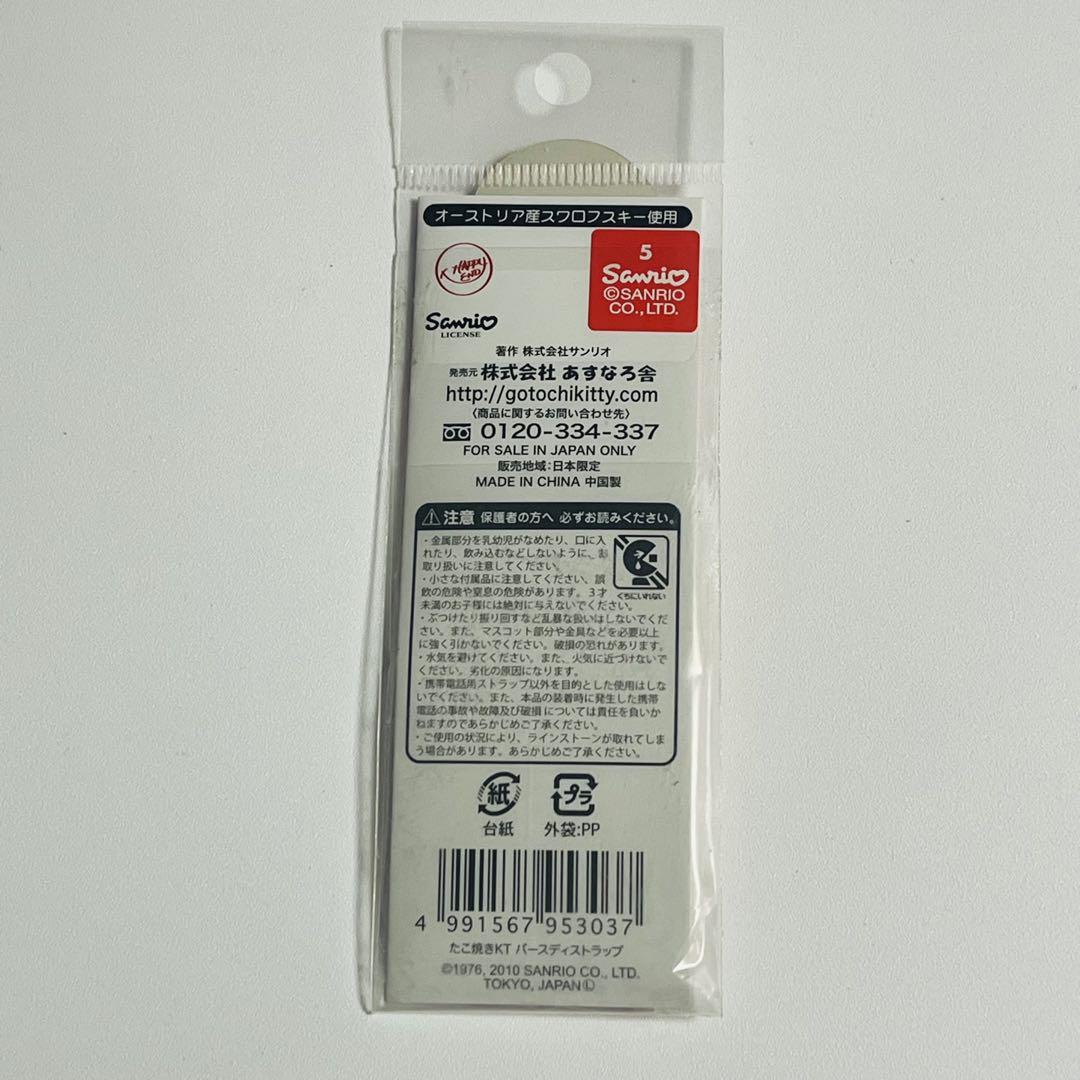 オーストリア産スワロフスキー使用
K HAPPY END
5
Sanrio
©SANRIO
CO.,LTD.
Sanrio
LICENSE
著作 株式会社サンリオ
発売元 株式会社 あすなろ舎
http://gotochikitty.com
〈商品に関するお問い合わせ先〉
0120-334-337
FOR SALE IN JAPAN ONLY
販売地域:日本限定
MADE IN CHINA 中国製
注意 保護者の方へ 必ずお読みください。
・金属部分を乳幼児がなめたり、口に入
れたり、飲み込むなどしないように、お
取り扱いに注意してください。
・小さな付属品に注意してください、誤
飲の危険や窒息の危険があります。3才
未満のお子様には絶対に与えないでください。
くちにいれない
・ぶつけたり振り回すなど乱暴な扱いはしないでくだ
さい。また、マスコット部分や金具などを必要以上
に強く引かないでください。破損の恐れがあります。
・水気を避けてください。また、火気に近づけないで
ください。劣化の原因になります。
・携帯電話用ストラップ以外を目的とした使用はしな
いでください。また、本品の装着時に発生した携帯
電話の事故や故障及び破損については責任を負いか
ねますのであらかじめご了承ください。
・ご使用の状況により、ラインストーンが取れてしま
う場合があります。あらかじめご了承ください。
紙 プラ
台紙 外袋:PP
4 991567 953037
たこ焼きKT バースディストラップ
©1976, 2010 SANRIO CO., LTD.
TOKYO, JAPAN Ⓛ